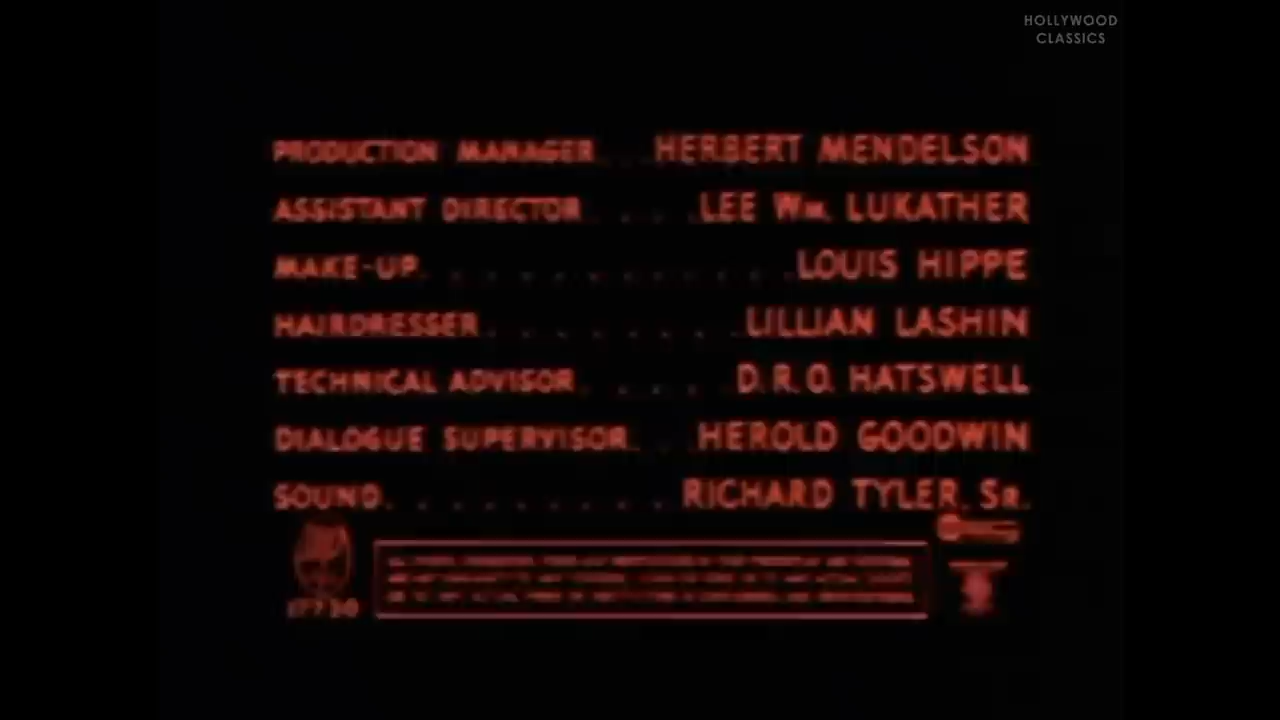 HOLLYWOOD
CLASSICS
PRODUCTION MANAGER . . HERBERT MENDELSON
ASSISTANT DIRECTOR . . . . LEE WM. LUKATHER
MAKE-UP. . . . . . . . . . . . LOUIS HIPPE
HAIRDRESSER. . . . . . . . LILLIAN LASHIN
TECHNICAL ADVISOR . . . . D.R.O. HATSWELL
DIALOGUE SUPERVISOR. . . HEROLD GOODWIN
SOUND. . . . . . . . . RICHARD TYLER, SR.